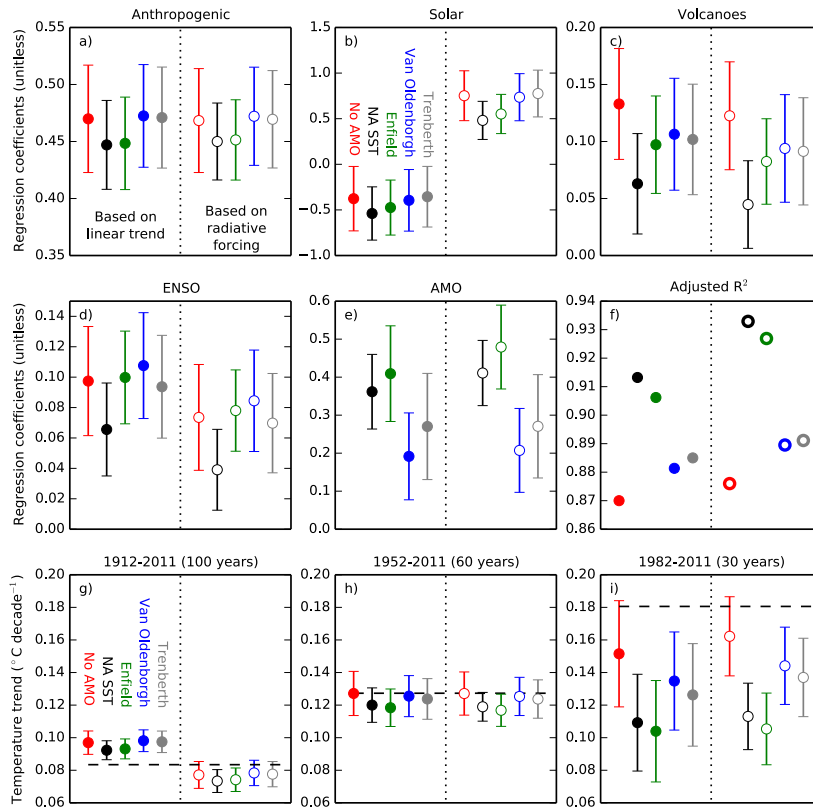 Anthropogenic
Solar
Volcanoes
Regression coefficients (unitless)
a)
0.55
0.50
0.45
0.40
0.35
Based on
linear trend
Based on
radiative
forcing
b)
1.5
1.0
0.5
0.0
−0.5
−1.0
No AMO
NA SST
Enfield
Van Oldenborgh
Trenberth
c)
0.20
0.15
0.10
0.05
0.00
ENSO
AMO
Adjusted R²
Regression coefficients (unitless)
d)
0.14
0.12
0.10
0.08
0.06
0.04
0.02
0.00
e)
0.6
0.5
0.4
0.3
0.2
0.1
0.0
f)
0.94
0.93
0.92
0.91
0.90
0.89
0.88
0.87
0.86
1912-2011 (100 years)
1952-2011 (60 years)
1982-2011 (30 years)
Temperature trend (°C decade⁻¹)
g)
0.20
0.18
0.16
0.14
0.12
0.10
0.08
0.06
No AMO
NA SST
Enfield
Van Oldenborgh
Trenberth
h)
0.20
0.18
0.16
0.14
0.12
0.10
0.08
0.06
i)
0.20
0.18
0.16
0.14
0.12
0.10
0.08
0.06